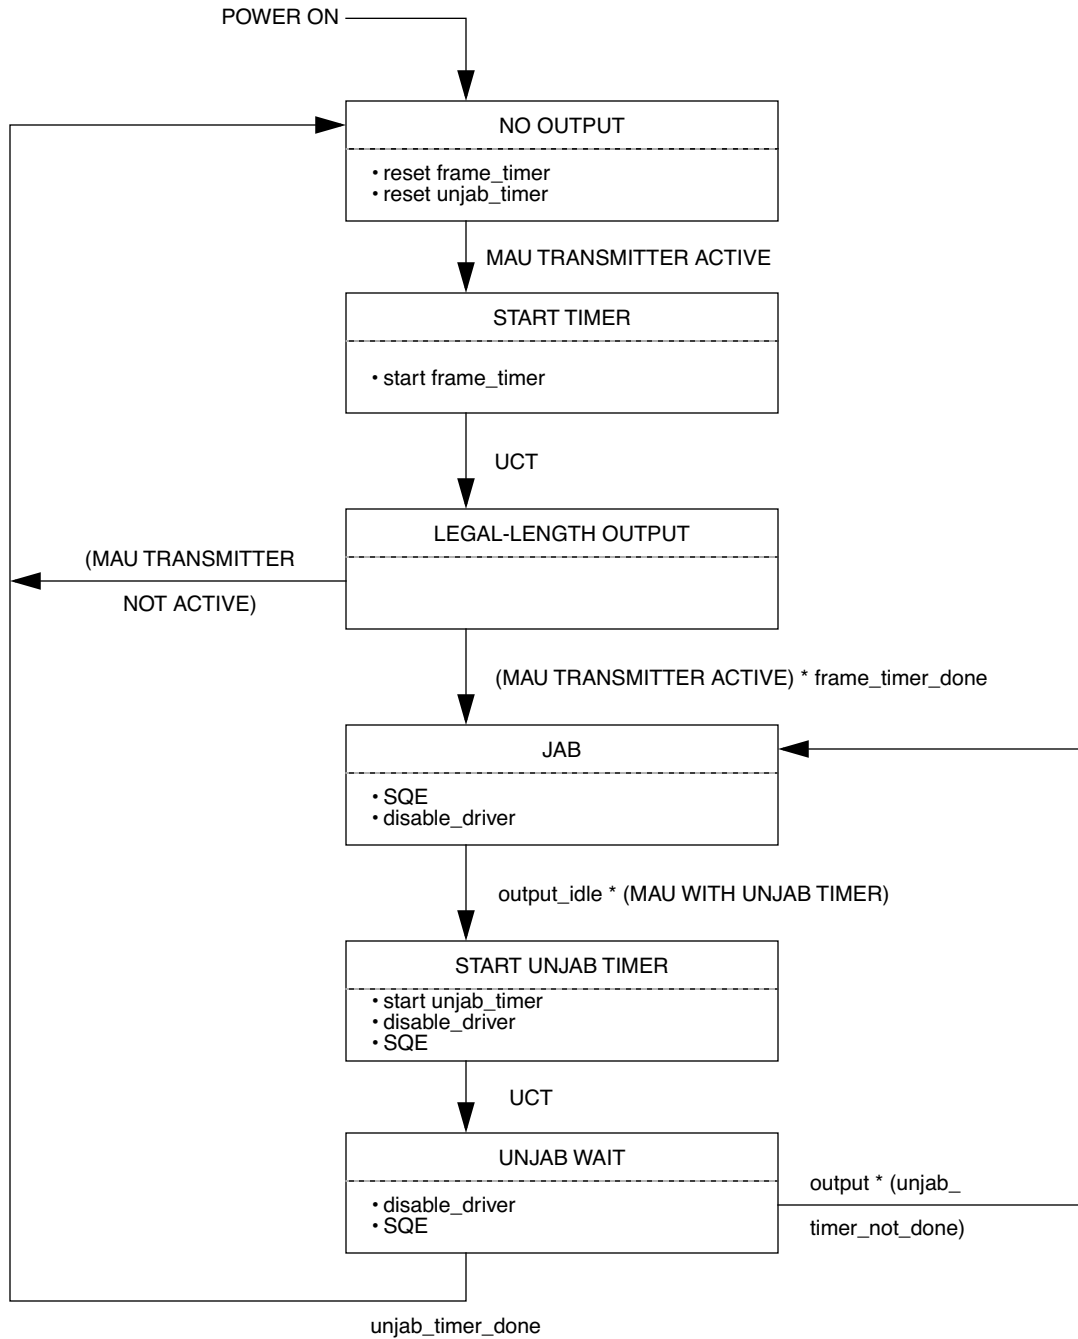 POWER ON
NO OUTPUT
• reset frame_timer
• reset unjab_timer
MAU TRANSMITTER ACTIVE
START TIMER
• start frame_timer
UCT
LEGAL-LENGTH OUTPUT
(MAU TRANSMITTER
NOT ACTIVE)
(MAU TRANSMITTER ACTIVE) * frame_timer_done
JAB
• SQE
• disable_driver
output_idle * (MAU WITH UNJAB TIMER)
START UNJAB TIMER
• start unjab_timer
• disable_driver
• SQE
UCT
UNJAB WAIT
• disable_driver
• SQE
output * (unjab_
timer_not_done)
unjab_timer_done